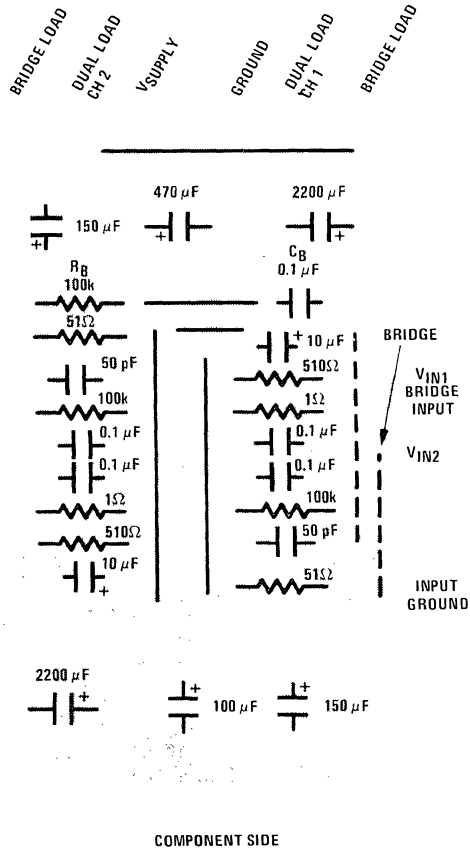 BRIDGE LOAD
DUAL LOAD
CH 2
VSUPPLY
GROUND
DUAL LOAD
CH 1
BRIDGE LOAD
150 µF
+
470 µF
+
2200 µF
+
RB
100k
CB
0.1 µF
51Ω
+
10 µF
BRIDGE
50 pF
510Ω
VIN1
BRIDGE
INPUT
100k
1Ω
0.1 µF
0.1 µF
VIN2
0.1 µF
0.1 µF
1Ω
100k
510Ω
50 pF
10 µF
+
51Ω
INPUT
GROUND
2200 µF
+
+
100 µF
+
150 µF
COMPONENT SIDE